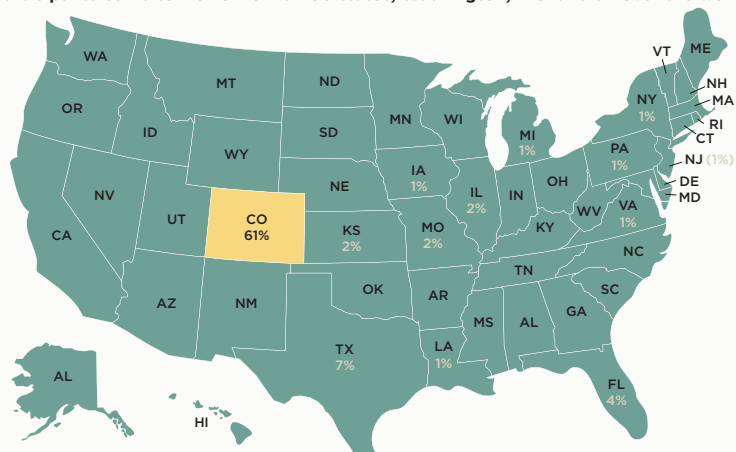 WA
MT
ND
MN
WI
MI
1%
VT
ME
NH
MA
NY
1%
RI
CT
OR
ID
SD
WY
IA
1%
PA
1%
NJ (1%)
DE
MD
NV
UT
CO
61%
NE
KS
2%
MO
2%
IL
2%
IN
OH
WV
VA
1%
KY
CA
NC
TN
AZ
NM
OK
AR
SC
MS
AL
GA
TX
7%
LA
1%
FL
4%
AL
HI